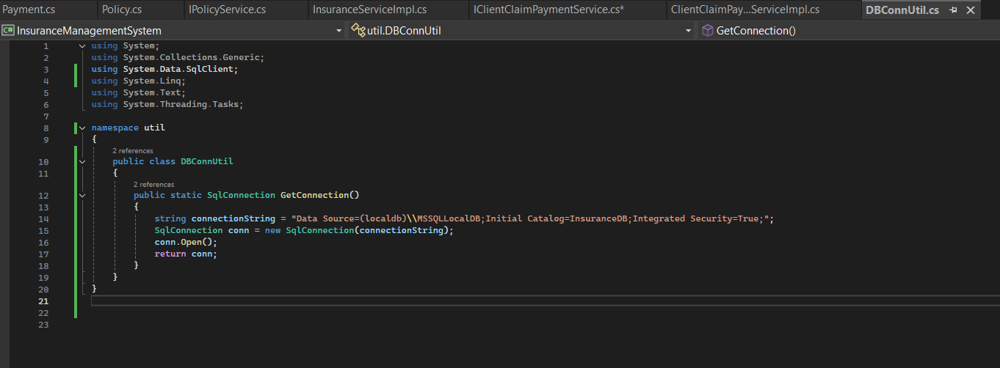 Payment.cs Policy.cs IPolicyService.cs InsuranceServiceImpl.cs IClientClaimPaymentService.cs* ClientClaimPay...ServiceImpl.cs DBConnUtil.cs
C# InsuranceManagementSystem util.DBConnUtil GetConnection()
1 using System;
2 using System.Collections.Generic;
3 using System.Data.SqlClient;
4 using System.Linq;
5 using System.Text;
6 using System.Threading.Tasks;
7
8 namespace util
9 {
2 references
10 public class DBConnUtil
11 {
2 references
12 public static SqlConnection GetConnection()
13 {
14 string connectionString = "Data Source=(localdb)\\MSSQLLocalDB;Initial Catalog=InsuranceDB;Integrated Security=True;";
15 SqlConnection conn = new SqlConnection(connectionString);
16 conn.Open();
17 return conn;
18 }
19 }
20 }
21
22
23